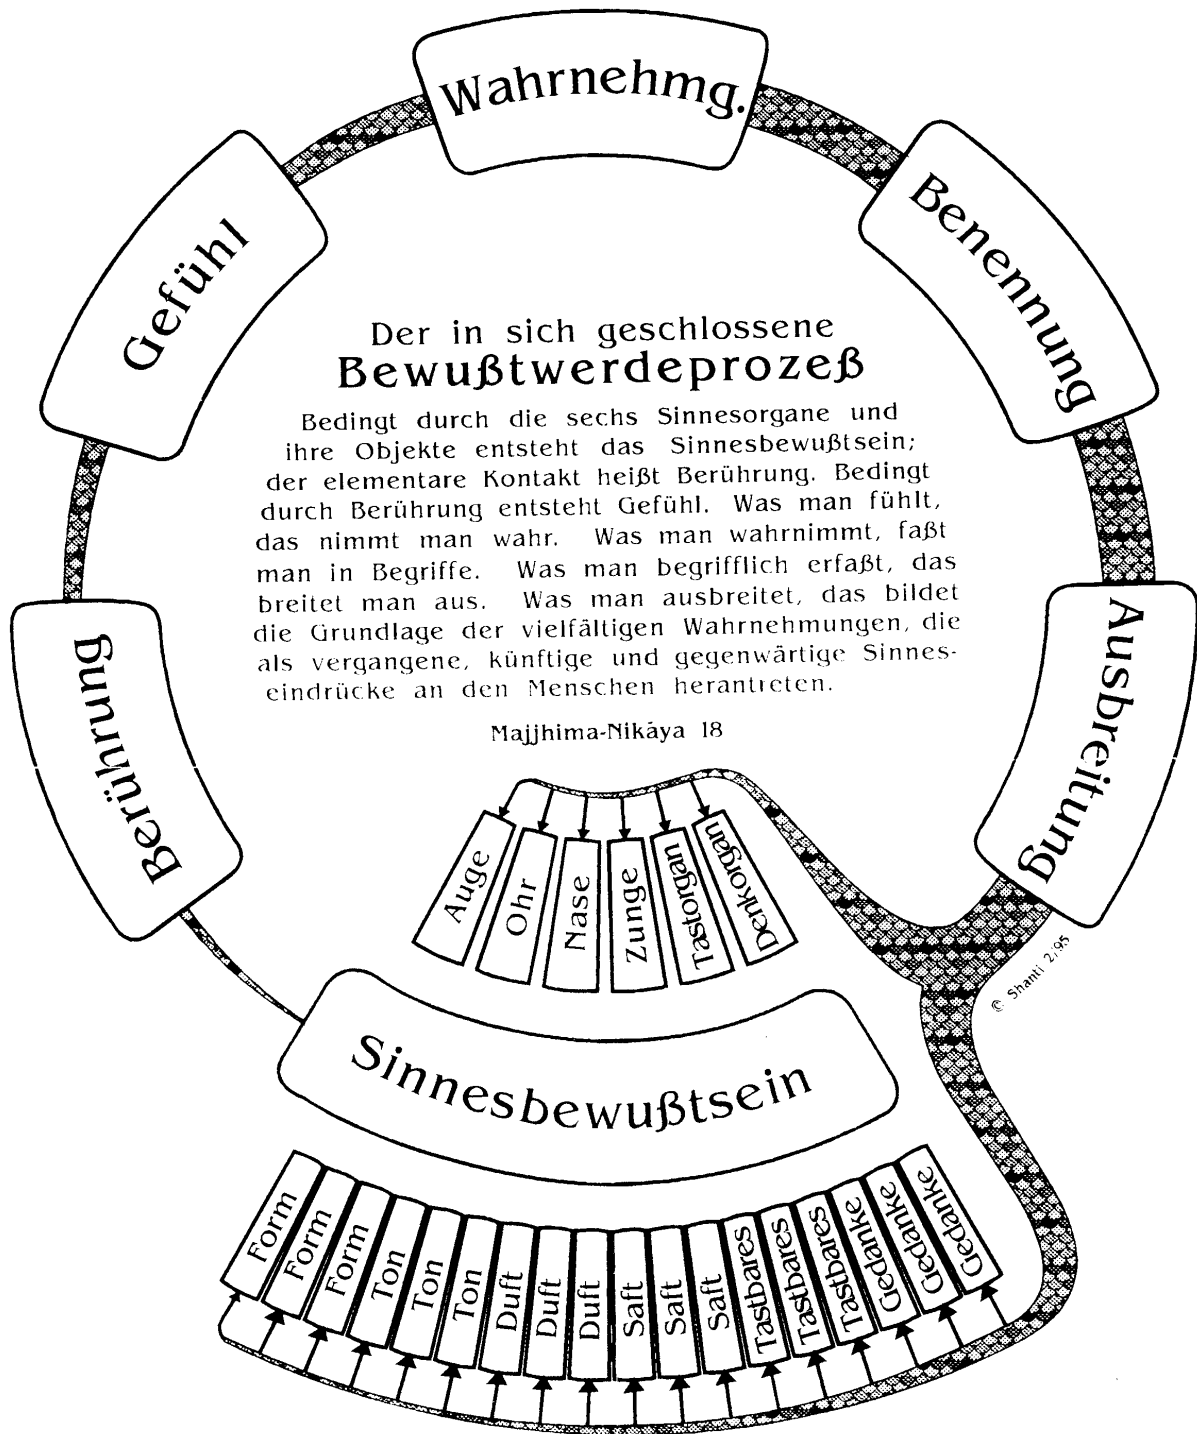 Wahrnehmg.
Gefühl
Benennung
Der in sich geschlossene
Bewußtwerdeprozeß
Bedingt durch die sechs Sinnesorgane und
ihre Objekte entsteht das Sinnesbewußtsein;
der elementare Kontakt heißt Berührung. Bedingt
durch Berührung entsteht Gefühl. Was man fühlt,
das nimmt man wahr. Was man wahrnimmt, faßt
man in Begriffe. Was man begrifflich erfaßt, das
breitet man aus. Was man ausbreitet, das bildet
die Grundlage der vielfältigen Wahrnehmungen, die
als vergangene, künftige und gegenwärtige Sinnes-
eindrücke an den Menschen herantreten.
Majjhima-Nikáya 18
Berührung
Ausbreitung
Auge
Ohr
Nase
Zunge
Tastorgan
Denkorgan
© Shanti 2/95
Sinnesbewußtsein
Form
Form
Form
Ton
Ton
Ton
Duft
Duft
Duft
Saft
Saft
Saft
Tastbares
Tastbares
Tastbares
Gedanke
Gedanke
Gedanke